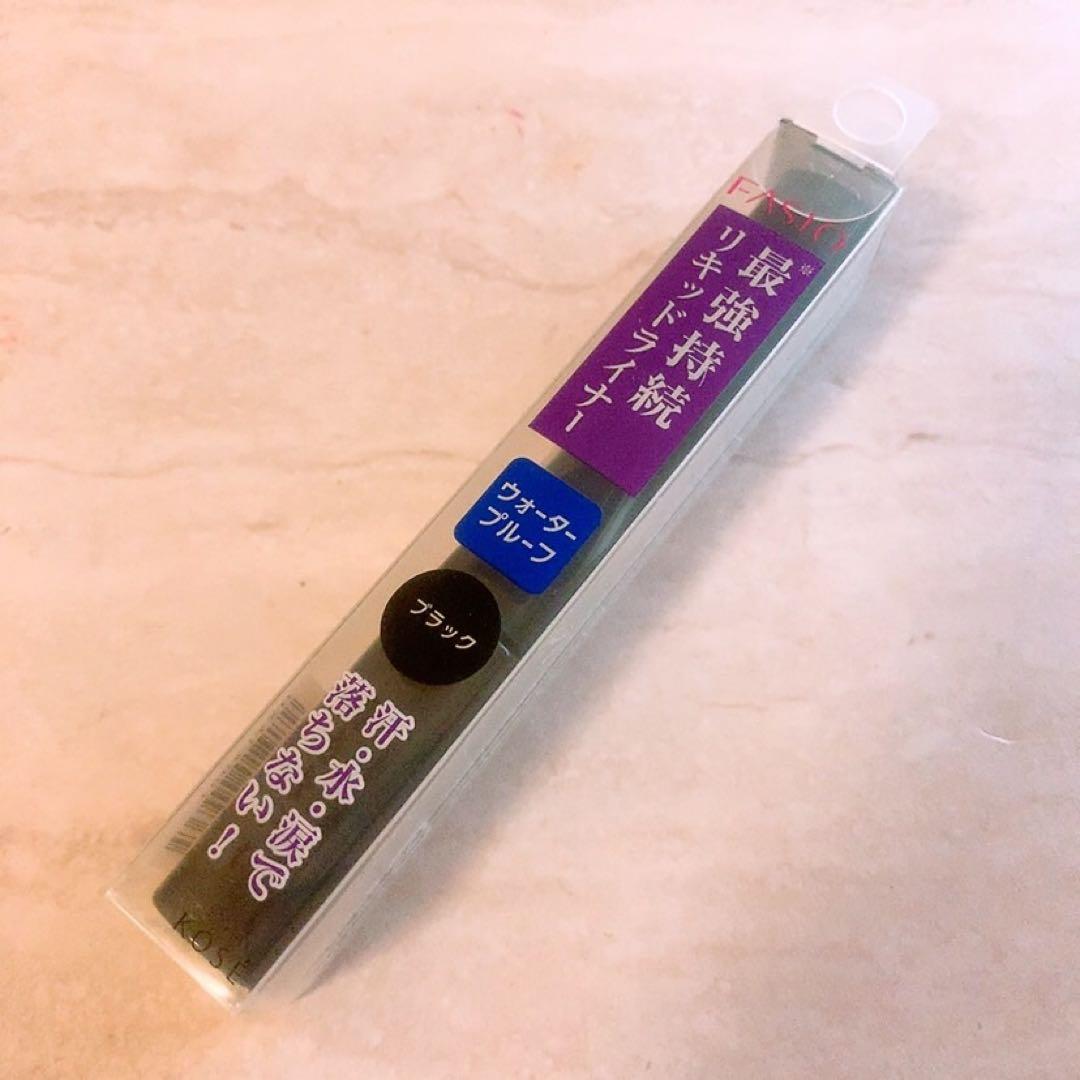 FASIO
※
最強持続
リキッドライナー
ウォーター
プルーフ
ブラック
汗・水・涙で
落ちない！
KOSÉ